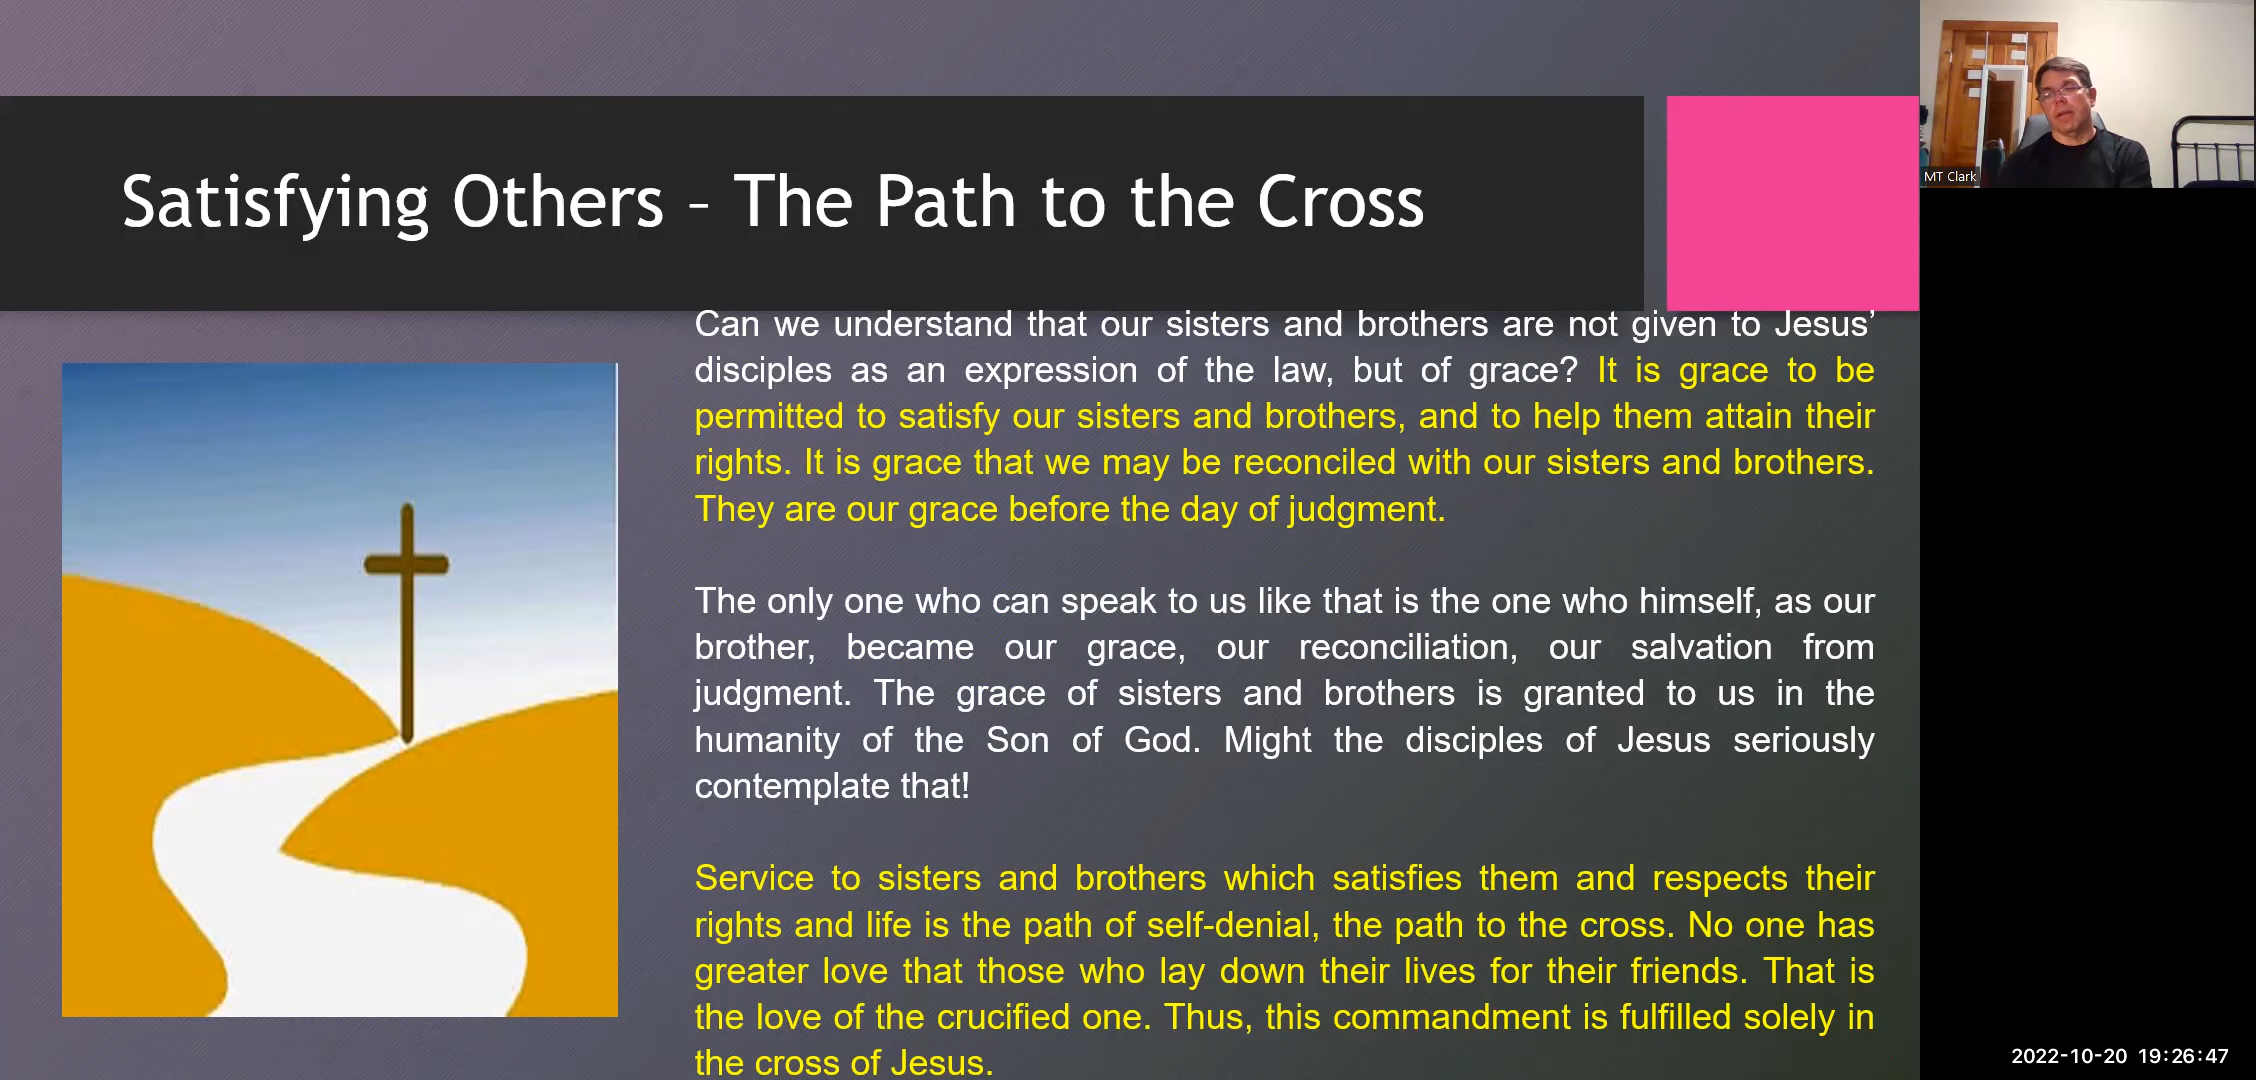 Satisfying Others – The Path to the Cross
MT Clark
Can we understand that our sisters and brothers are not given to Jesus’
disciples as an expression of the law, but of grace? It is grace to be
permitted to satisfy our sisters and brothers, and to help them attain their
rights. It is grace that we may be reconciled with our sisters and brothers.
They are our grace before the day of judgment.
The only one who can speak to us like that is the one who himself, as our
brother, became our grace, our reconciliation, our salvation from
judgment. The grace of sisters and brothers is granted to us in the
humanity of the Son of God. Might the disciples of Jesus seriously
contemplate that!
Service to sisters and brothers which satisfies them and respects their
rights and life is the path of self-denial, the path to the cross. No one has
greater love that those who lay down their lives for their friends. That is
the love of the crucified one. Thus, this commandment is fulfilled solely in
the cross of Jesus.
2022-10-20 19:26:47